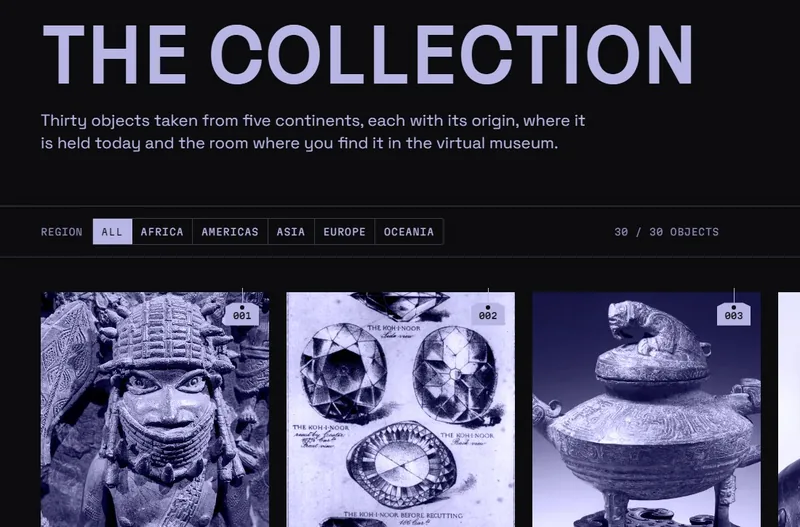 THE COLLECTION
Thirty objects taken from five continents, each with its origin, where it
is held today and the room where you find it in the virtual museum.
REGION ALL AFRICA AMERICAS ASIA EUROPE OCEANIA 30 / 30 OBJECTS
001
002
003
THE KOH-I-NOOR
Side view
THE KOH-I-NOOR
Front view
THE KOH-I-NOOR
Back view
THE KOH-I-NOOR BEFORE RECUTTING